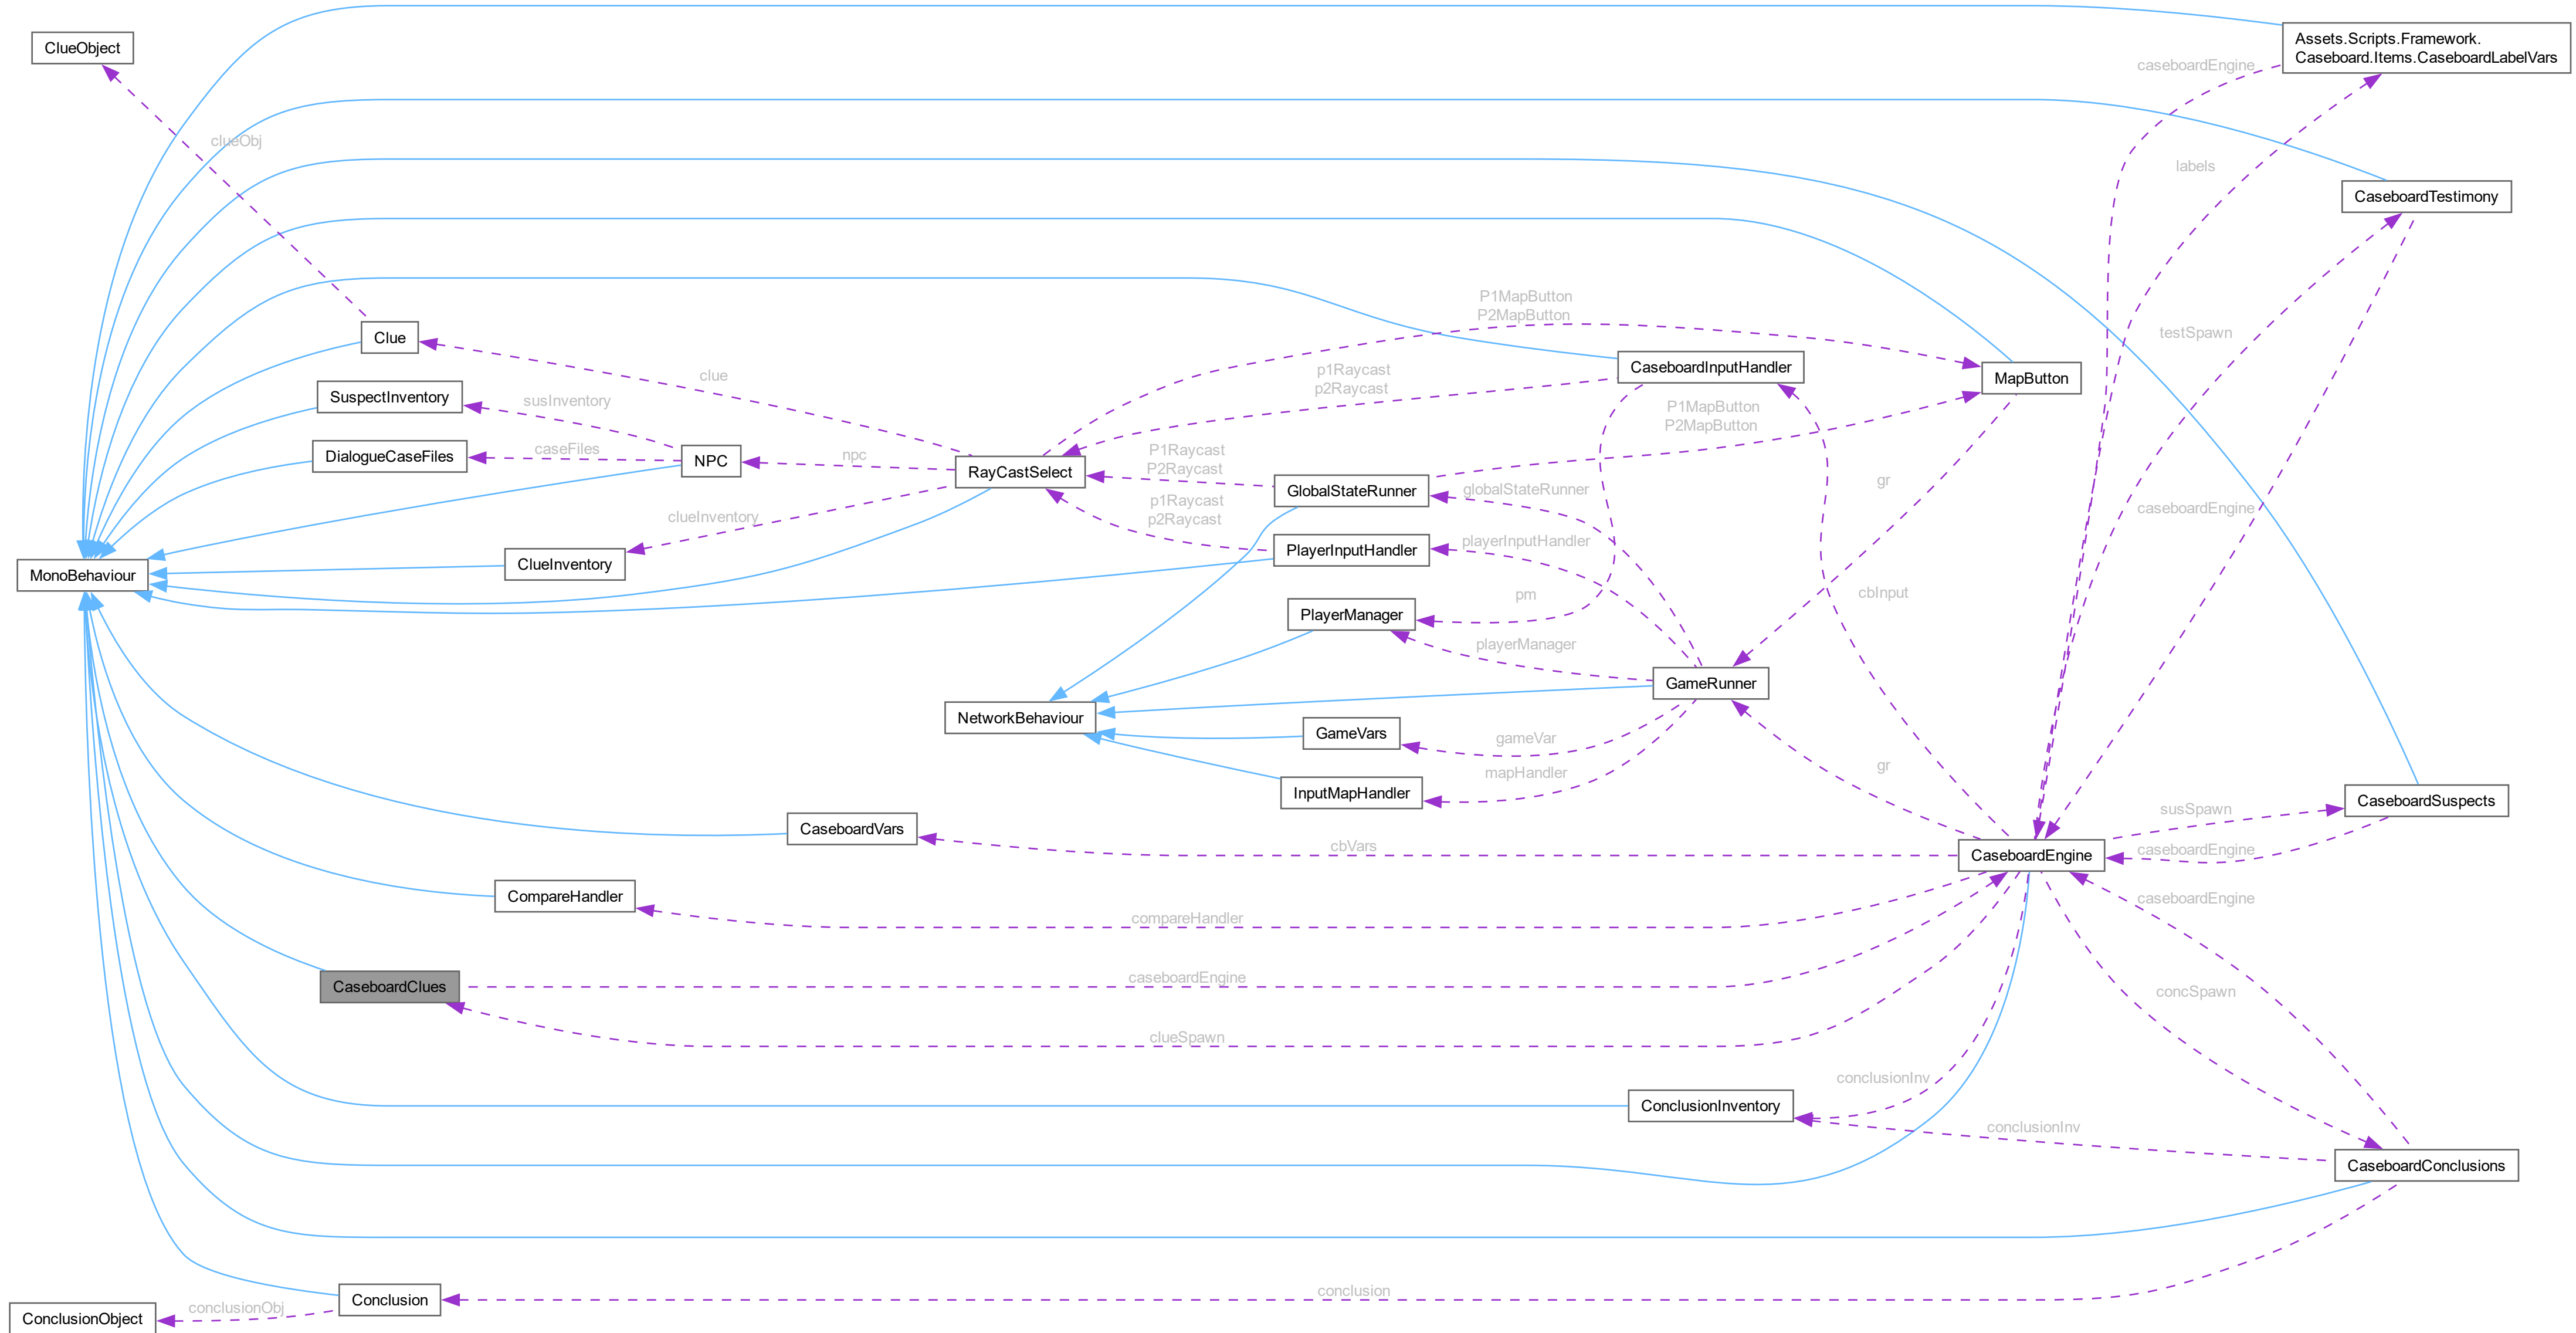 Assets.Scripts.Framework.
Caseboard.Items.CaseboardLabelVars
ClueObject
caseboardEngine
clueObj
labels
CaseboardTestimony
P1MapButton
P2MapButton
testSpawn
Clue
clue
p1Raycast
p2Raycast
CaseboardInputHandler
MapButton
SuspectInventory
susInventory
P1MapButton
P2MapButton
DialogueCaseFiles
caseFiles
NPC
npc
RayCastSelect
P1Raycast
P2Raycast
GlobalStateRunner
globalStateRunner
gr
caseboardEngine
clueInventory
p1Raycast
p2Raycast
PlayerInputHandler
playerInputHandler
ClueInventory
MonoBehaviour
pm
cbInput
PlayerManager
playerManager
GameRunner
NetworkBehaviour
GameVars
gameVar
gr
InputMapHandler
mapHandler
CaseboardSuspects
susSpawn
CaseboardVars
cbVars
CaseboardEngine
caseboardEngine
CompareHandler
compareHandler
caseboardEngine
CaseboardClues
caseboardEngine
concSpawn
clueSpawn
conclusionInv
ConclusionInventory
conclusionInv
CaseboardConclusions
conclusion
Conclusion
conclusionObj
ConclusionObject